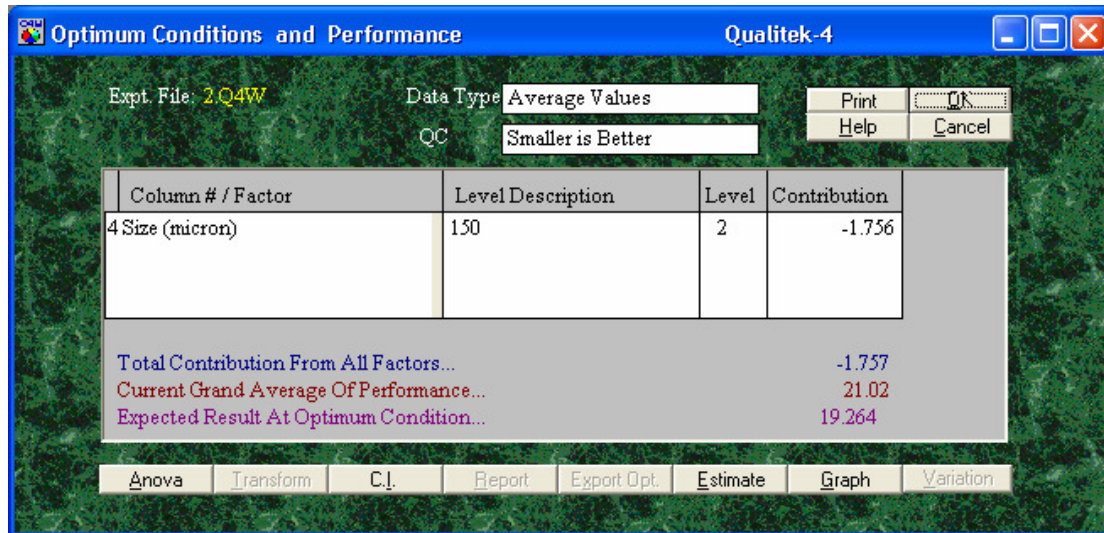 Optimum Conditions and Performance Qualitek-4
Expt. File: 2.Q4W Data Type Average Values Print OK
QC Smaller is Better Help Cancel
Column # / Factor Level Description Level Contribution
4 Size (micron) 150 2 -1.756
Total Contribution From All Factors... -1.757
Current Grand Average Of Performance... 21.02
Expected Result At Optimum Condition... 19.264
Anova Transform C.I. Report Export Opt. Estimate Graph Variation